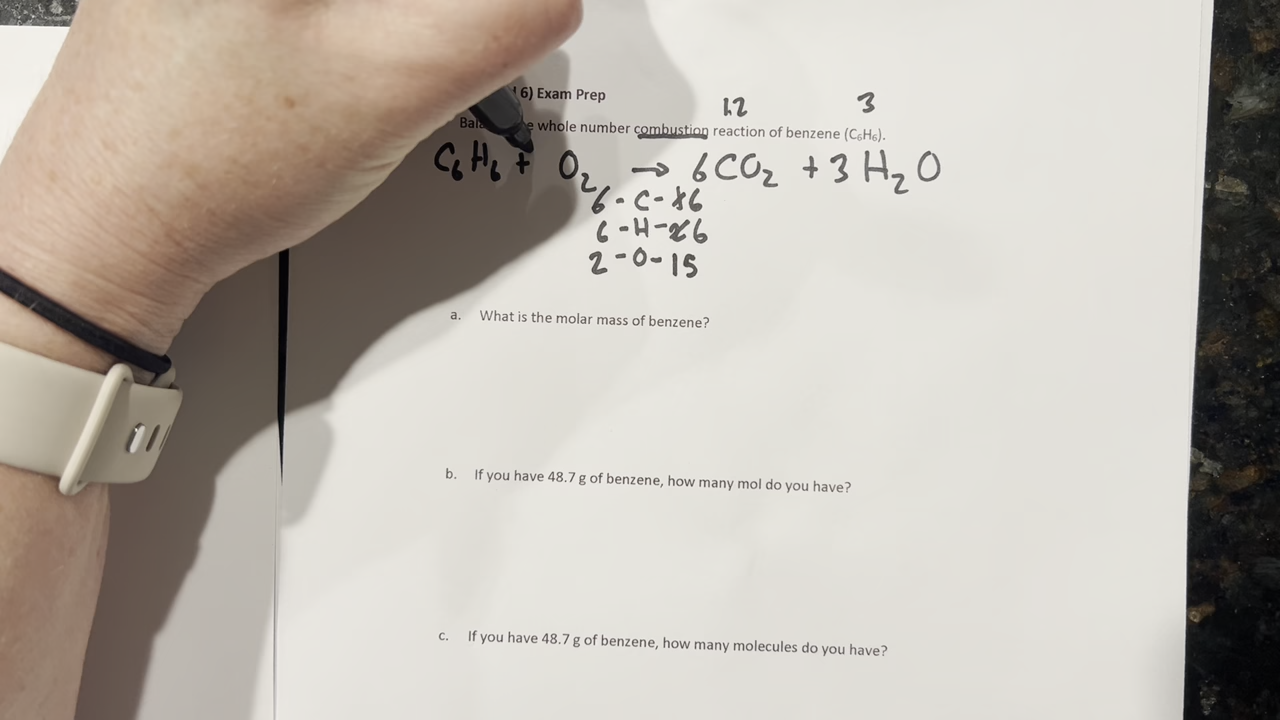 6) Exam Prep
12 3
whole number combustion reaction of benzene (C₆H₆).
C₆H₆ + O₂ → 6CO₂ + 3H₂O
6 - C - 6
6 - H - 6
2 - O - 15
a. What is the molar mass of benzene?
b. If you have 48.7 g of benzene, how many mol do you have?
c. If you have 48.7 g of benzene, how many molecules do you have?